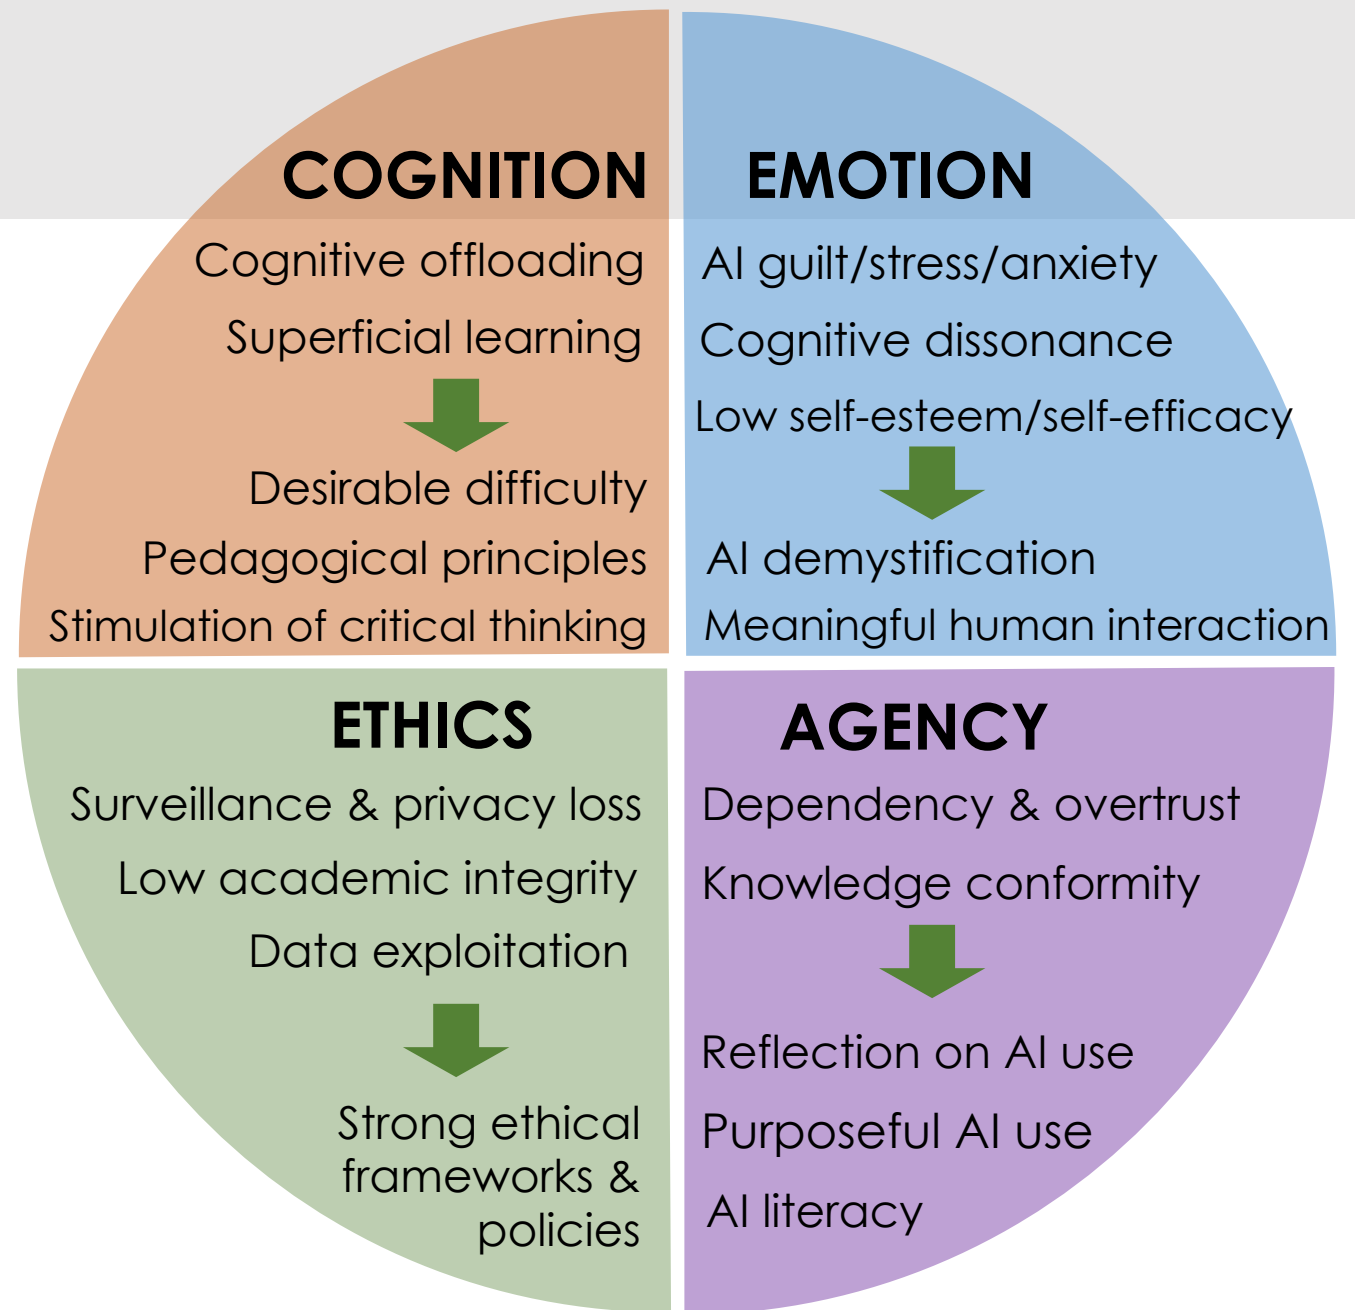 COGNITION
Cognitive offloading
Superficial learning
Desirable difficulty
Pedagogical principles
Stimulation of critical thinking
EMOTION
AI guilt/stress/anxiety
Cognitive dissonance
Low self-esteem/self-efficacy
AI demystification
Meaningful human interaction
ETHICS
Surveillance & privacy loss
Low academic integrity
Data exploitation
Strong ethical
frameworks &
policies
AGENCY
Dependency & overtrust
Knowledge conformity
Reflection on AI use
Purposeful AI use
AI literacy